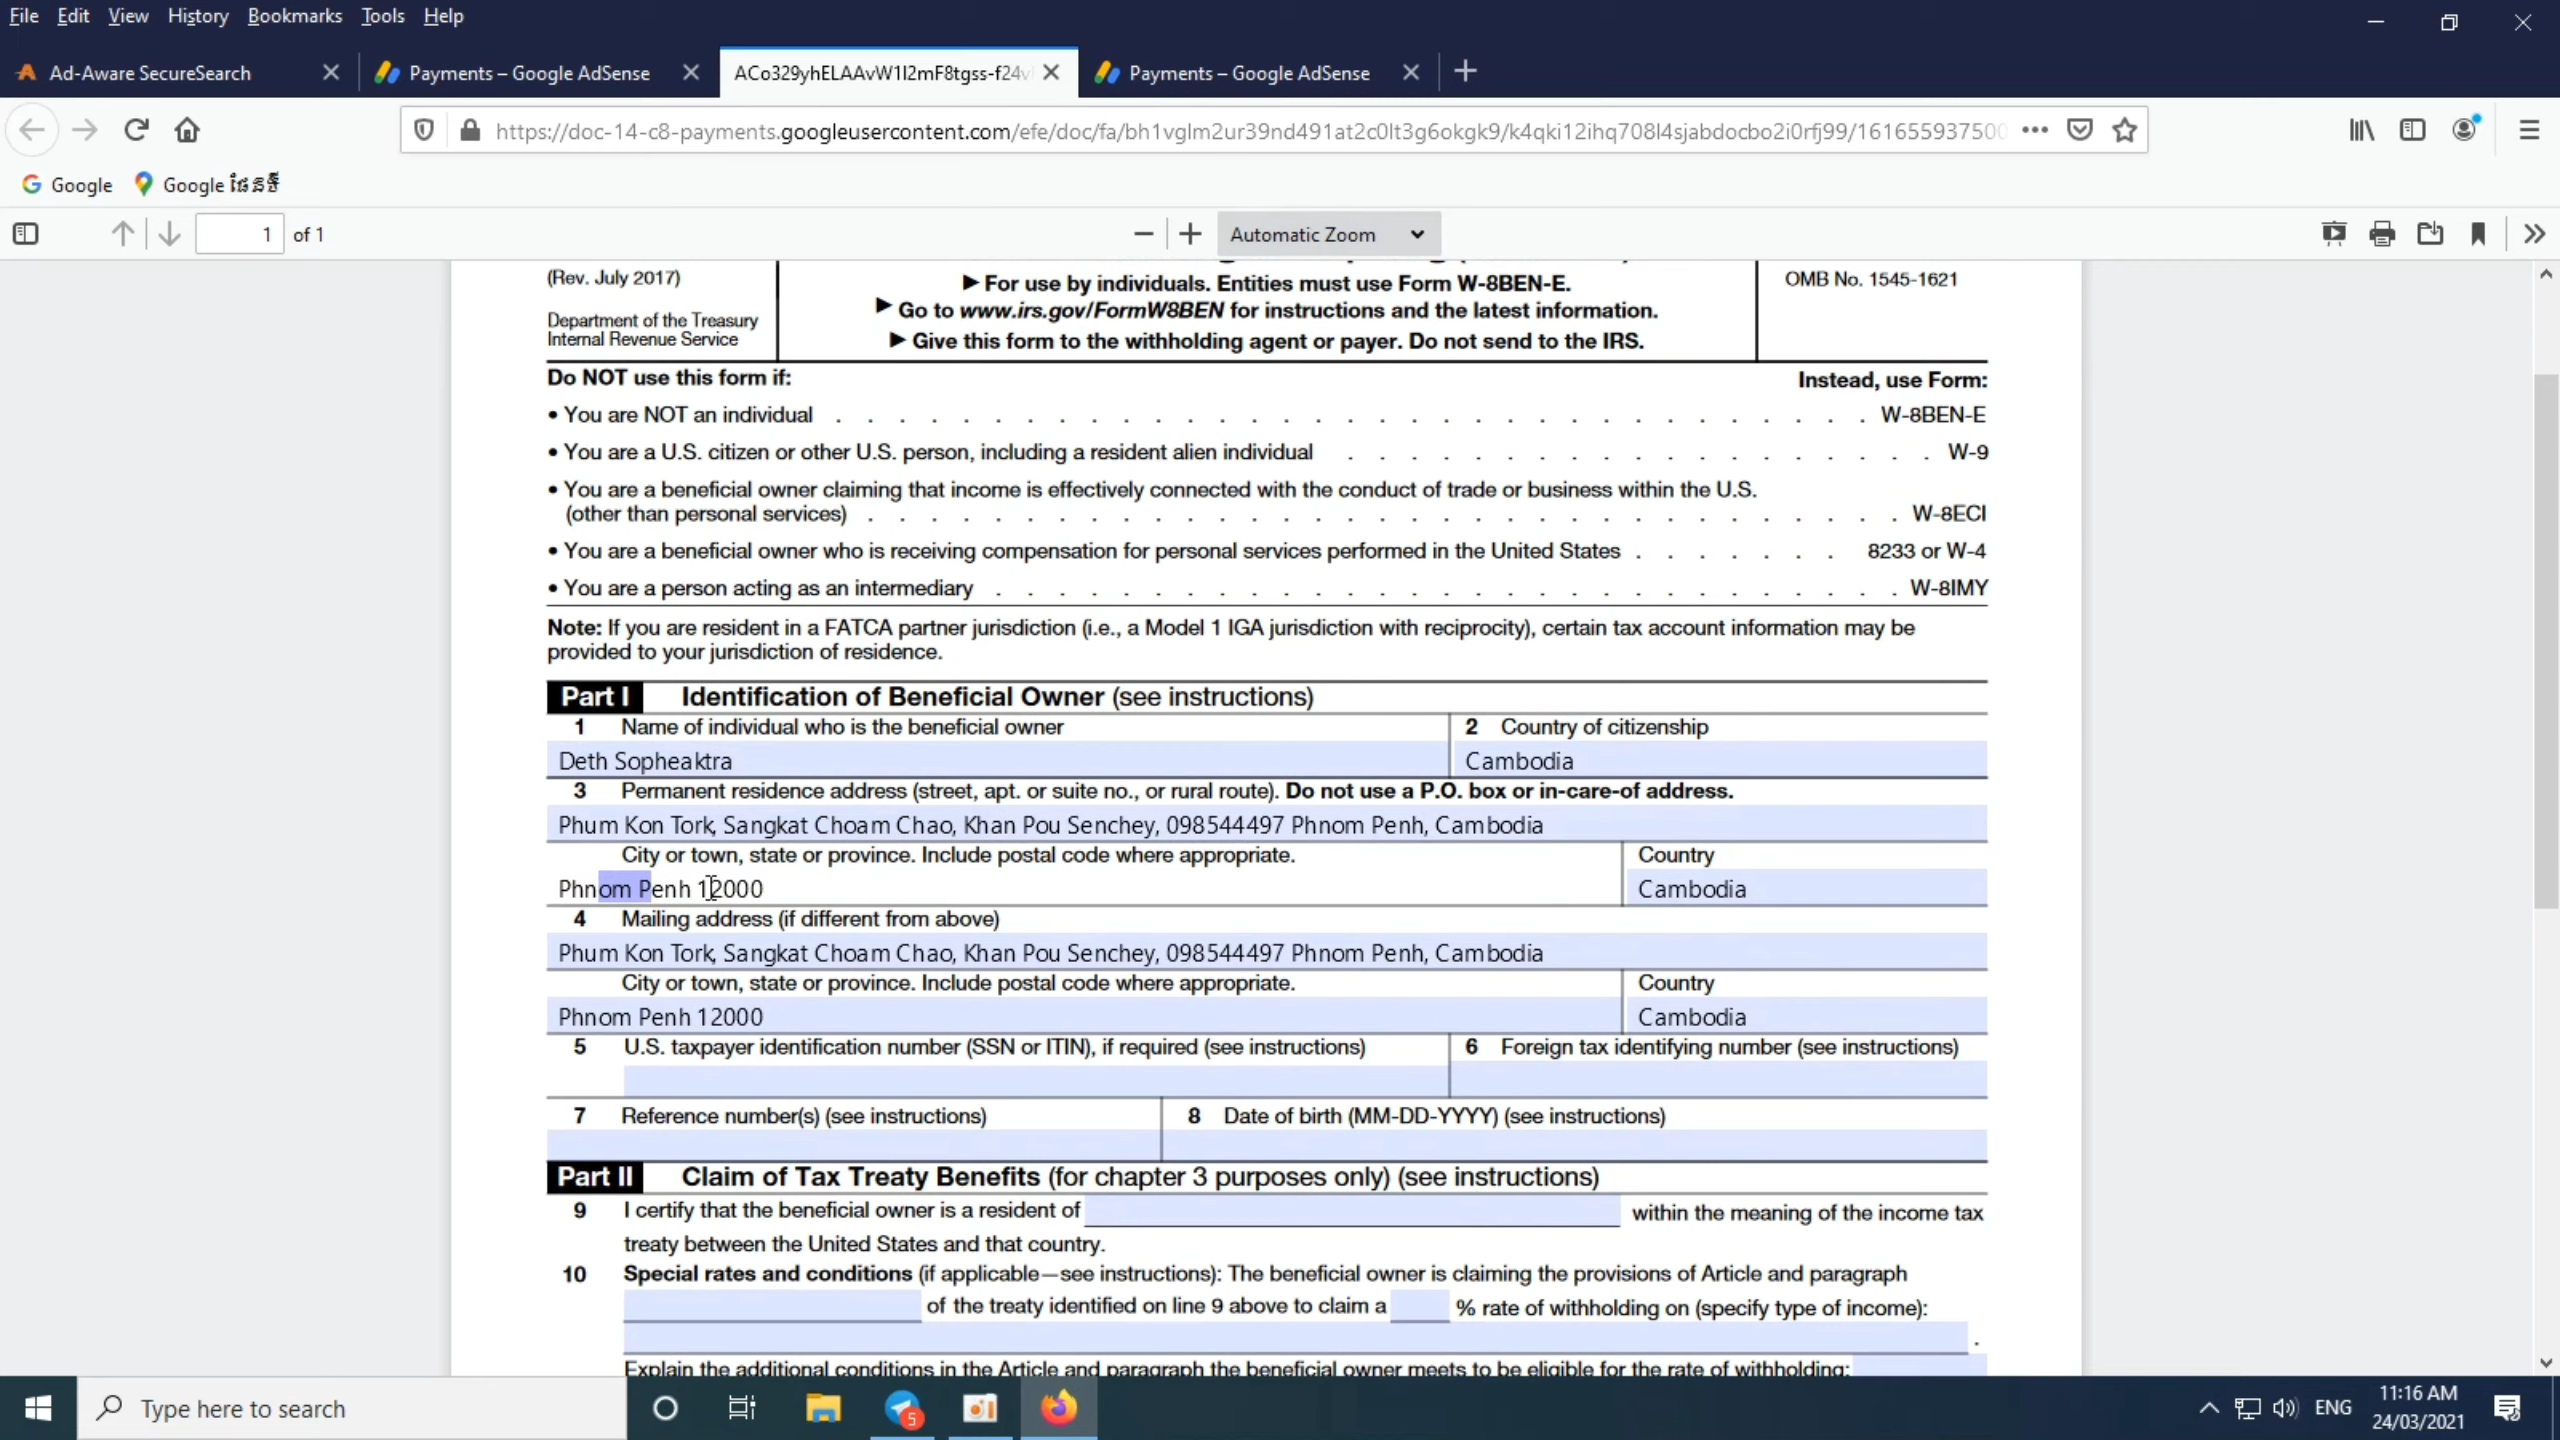 File Edit View History Bookmarks Tools Help
Ad-Aware SecureSearch
Payments – Google AdSense
ACo329yhELAAvW1I2mF8tgss-f24v
Payments – Google AdSense
https://doc-14-c8-payments.googleusercontent.com/efe/doc/fa/bh1vglm2ur39nd491at2c0lt3g6okgk9/k4qki12ihq708l4sjabdocbo2i0rfj99/161655937500
Google
Google ផែនទី
1 of 1
Automatic Zoom
(Rev. July 2017)
Department of the Treasury
Internal Revenue Service
▶ For use by individuals. Entities must use Form W-8BEN-E.
▶ Go to www.irs.gov/FormW8BEN for instructions and the latest information.
▶ Give this form to the withholding agent or payer. Do not send to the IRS.
OMB No. 1545-1621
Do NOT use this form if: Instead, use Form:
• You are NOT an individual . . . . . . . . . . W-8BEN-E
• You are a U.S. citizen or other U.S. person, including a resident alien individual . . . . . . . . . . W-9
• You are a beneficial owner claiming that income is effectively connected with the conduct of trade or business within the U.S.
(other than personal services) . . . . . . . . . . W-8ECI
• You are a beneficial owner who is receiving compensation for personal services performed in the United States . . . . . . . 8233 or W-4
• You are a person acting as an intermediary . . . . . . . . . . W-8IMY
Note: If you are resident in a FATCA partner jurisdiction (i.e., a Model 1 IGA jurisdiction with reciprocity), certain tax account information may be
provided to your jurisdiction of residence.
Part I Identification of Beneficial Owner (see instructions)
1 Name of individual who is the beneficial owner
2 Country of citizenship
Deth Sopheaktra
Cambodia
3 Permanent residence address (street, apt. or suite no., or rural route). Do not use a P.O. box or in-care-of address.
Phum Kon Tork, Sangkat Choam Chao, Khan Pou Senchey, 098544497 Phnom Penh, Cambodia
City or town, state or province. Include postal code where appropriate.
Country
Phnom Penh 12000
Cambodia
4 Mailing address (if different from above)
Phum Kon Tork, Sangkat Choam Chao, Khan Pou Senchey, 098544497 Phnom Penh, Cambodia
City or town, state or province. Include postal code where appropriate.
Country
Phnom Penh 12000
Cambodia
5 U.S. taxpayer identification number (SSN or ITIN), if required (see instructions)
6 Foreign tax identifying number (see instructions)
7 Reference number(s) (see instructions)
8 Date of birth (MM-DD-YYYY) (see instructions)
Part II Claim of Tax Treaty Benefits (for chapter 3 purposes only) (see instructions)
9 I certify that the beneficial owner is a resident of within the meaning of the income tax
treaty between the United States and that country.
10 Special rates and conditions (if applicable—see instructions): The beneficial owner is claiming the provisions of Article and paragraph
of the treaty identified on line 9 above to claim a % rate of withholding on (specify type of income):
.
Explain the additional conditions in the Article and paragraph the beneficial owner meets to be eligible for the rate of withholding:
Type here to search
5
ENG
11:16 AM
24/03/2021